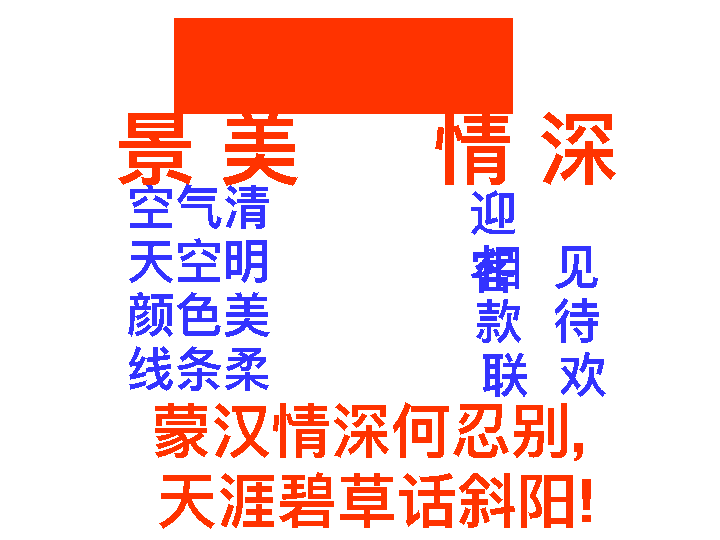 景美 情深
空气清 迎客
天空明 相见
颜色美 款待
线条柔 联欢
蒙汉情深何忍别,
天涯碧草话斜阳!